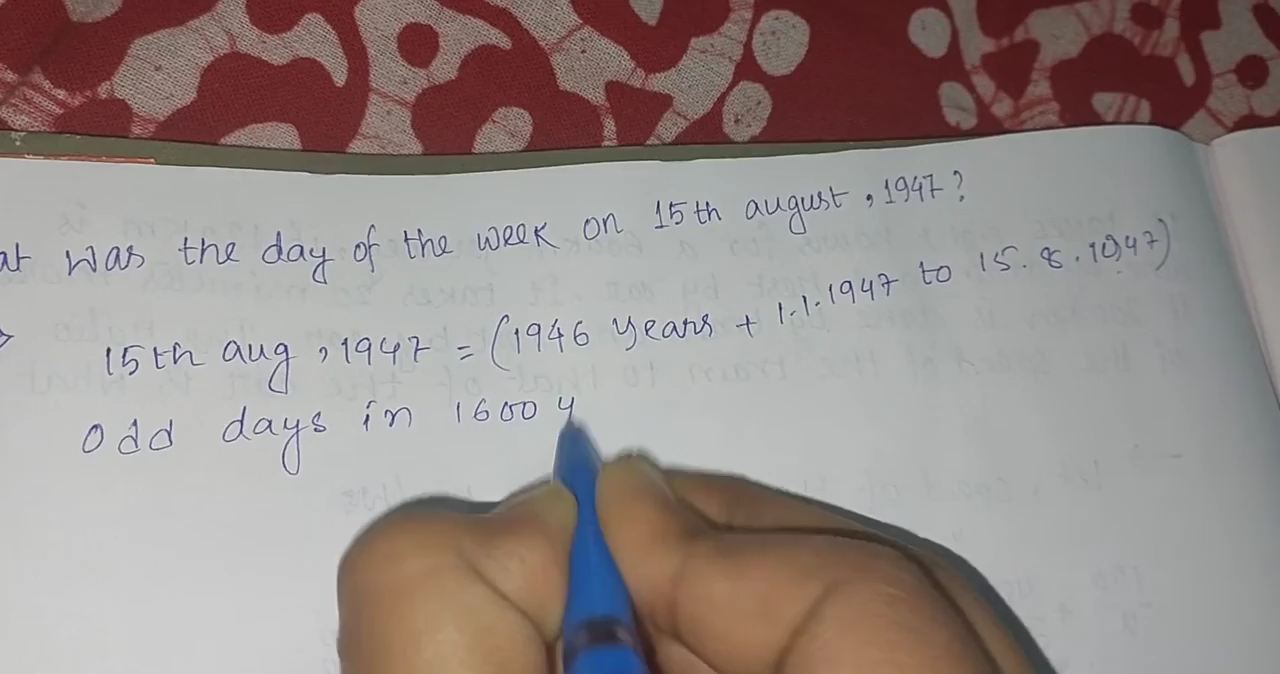 at was the day of the week on 15th august, 1947?
15th aug, 1947 = (1946 years + 1.1.1947 to 15.8.1947)
odd days in 1600 y